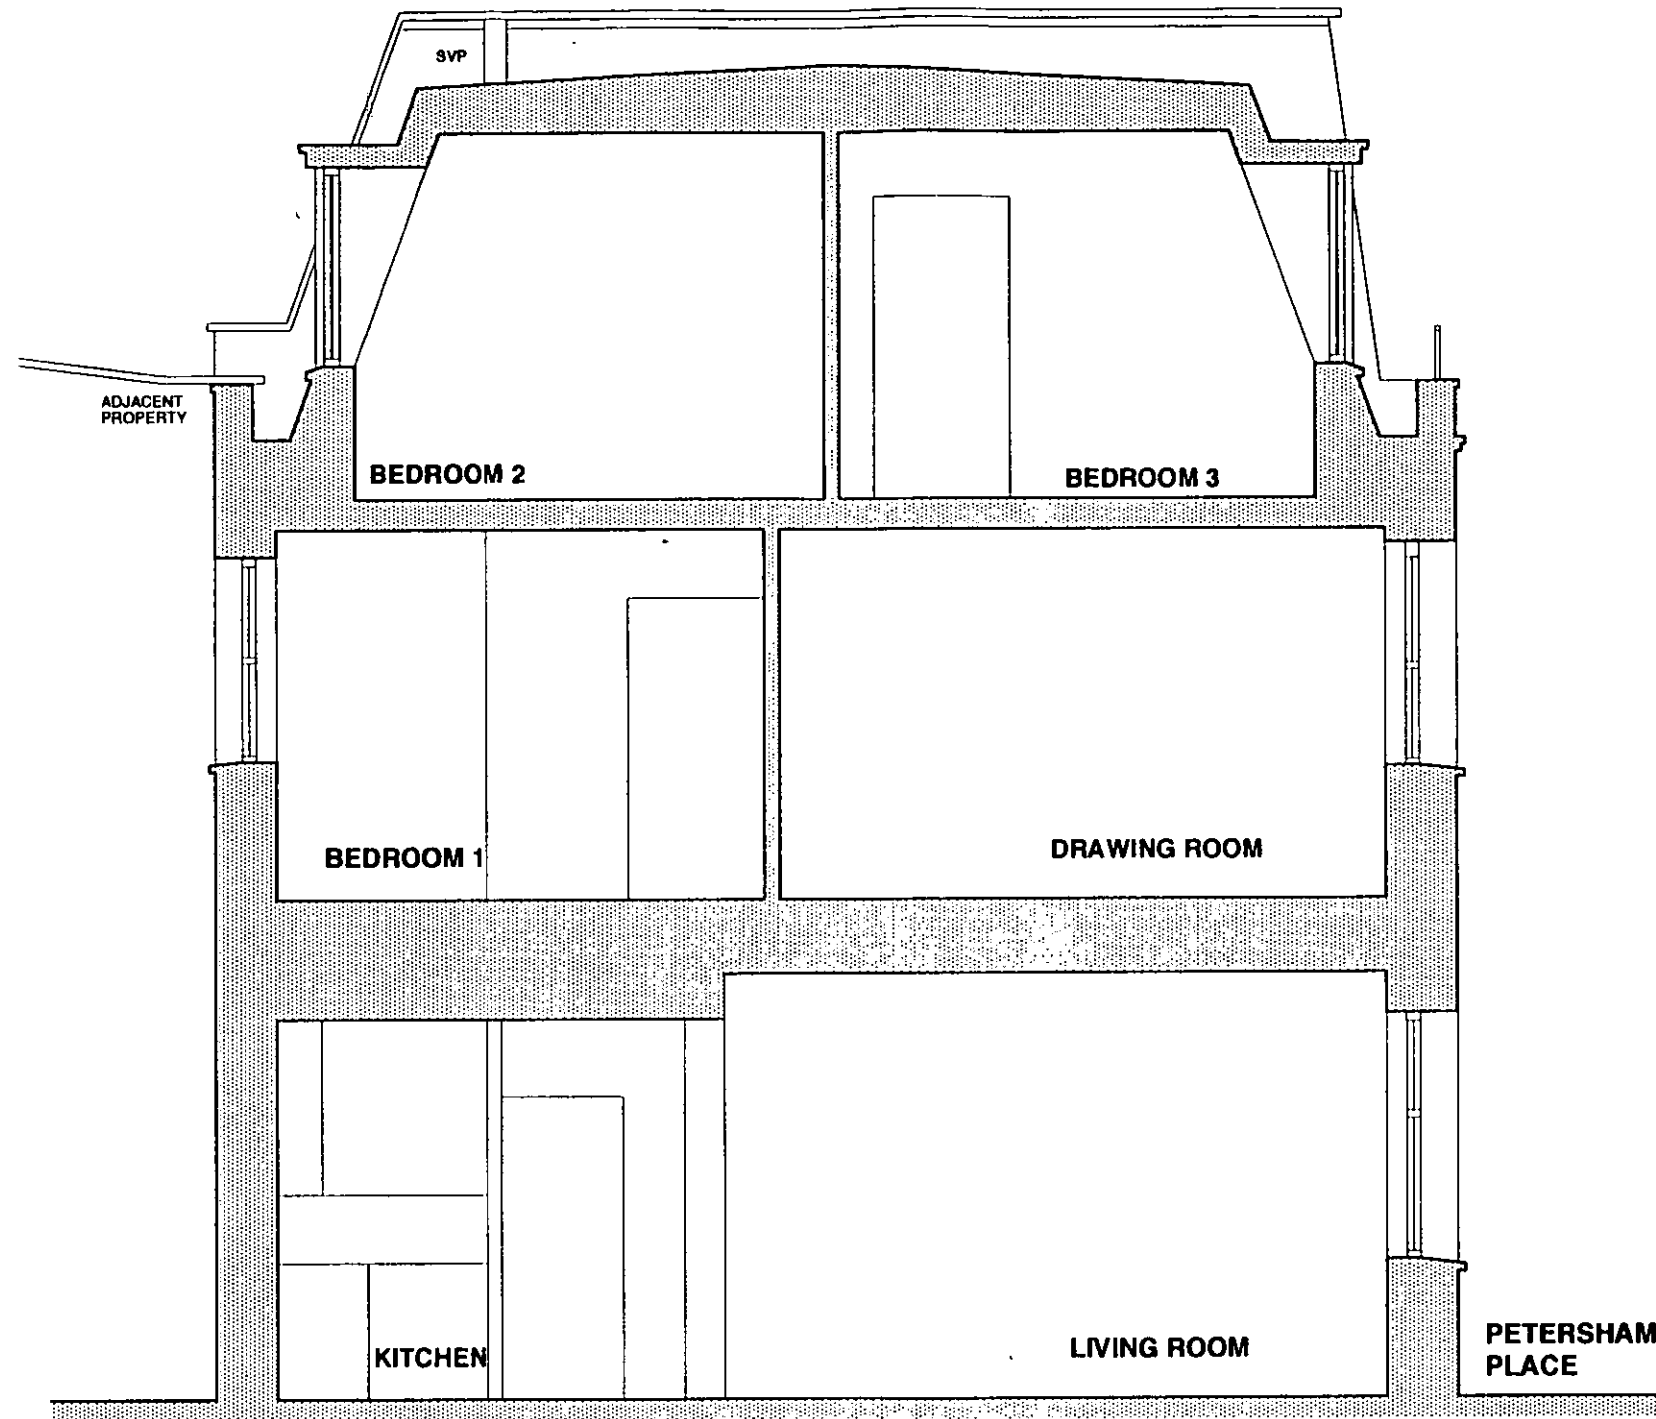 SVP
ADJACENT
PROPERTY
BEDROOM 2
BEDROOM 3
BEDROOM 1
DRAWING ROOM
KITCHEN
LIVING ROOM
PETERSHAM
PLACE